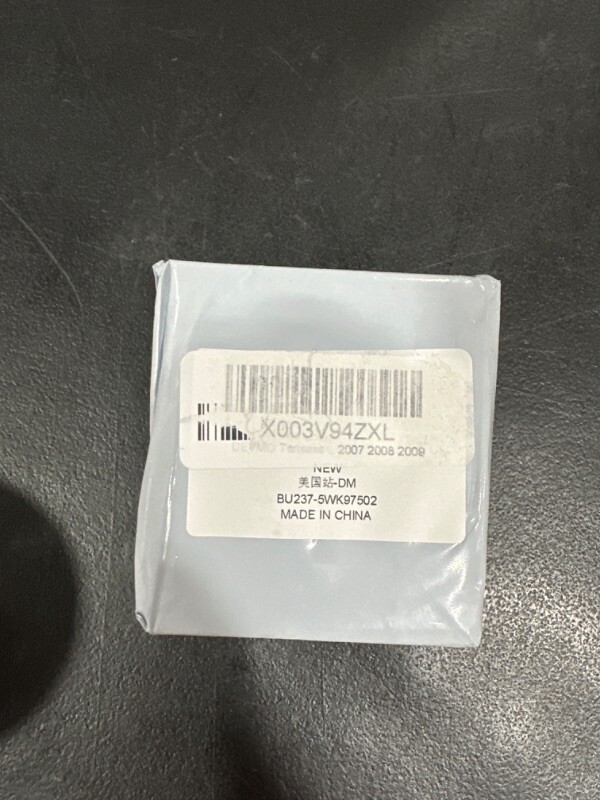 X003V94ZXL
2007 2008 2009
NEW
美国站-DM
BU237-5WK97502
MADE IN CHINA